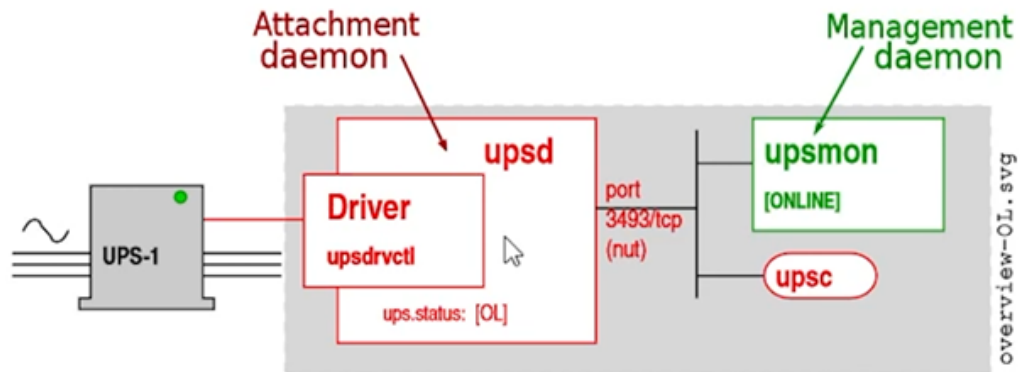 Attachment
daemon
Management
daemon
upsd
Driver
upsdrvctl
ups.status: [OL]
UPS-1
port
3493/tcp
(nut)
upsmon
[ONLINE]
upsc
overview-OL.svg